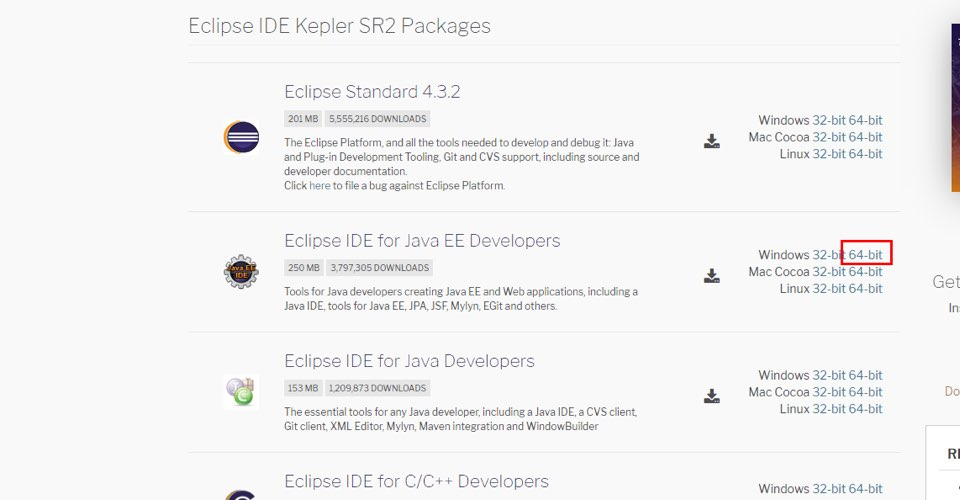 Eclipse IDE Kepler SR2 Packages
Eclipse Standard 4.3.2
201 MB 5,555,216 DOWNLOADS
The Eclipse Platform, and all the tools needed to develop and debug it: Java
and Plug-in Development Tooling, Git and CVS support, including source and
developer documentation.
Click here to file a bug against Eclipse Platform.
Windows 32-bit 64-bit
Mac Cocoa 32-bit 64-bit
Linux 32-bit 64-bit
Eclipse IDE for Java EE Developers
Java EE
IDE
250 MB 3,797,305 DOWNLOADS
Tools for Java developers creating Java EE and Web applications, including a
Java IDE, tools for Java EE, JPA, JSF, Mylyn, EGit and others.
Windows 32-bit 64-bit
Mac Cocoa 32-bit 64-bit
Linux 32-bit 64-bit
Get
Ins
Eclipse IDE for Java Developers
153 MB 1,209,873 DOWNLOADS
The essential tools for any Java developer, including a Java IDE, a CVS client,
Git client, XML Editor, Mylyn, Maven integration and WindowBuilder
Windows 32-bit 64-bit
Mac Cocoa 32-bit 64-bit
Linux 32-bit 64-bit
Do
Eclipse IDE for C/C++ Developers
Windows 32-bit 64-bit